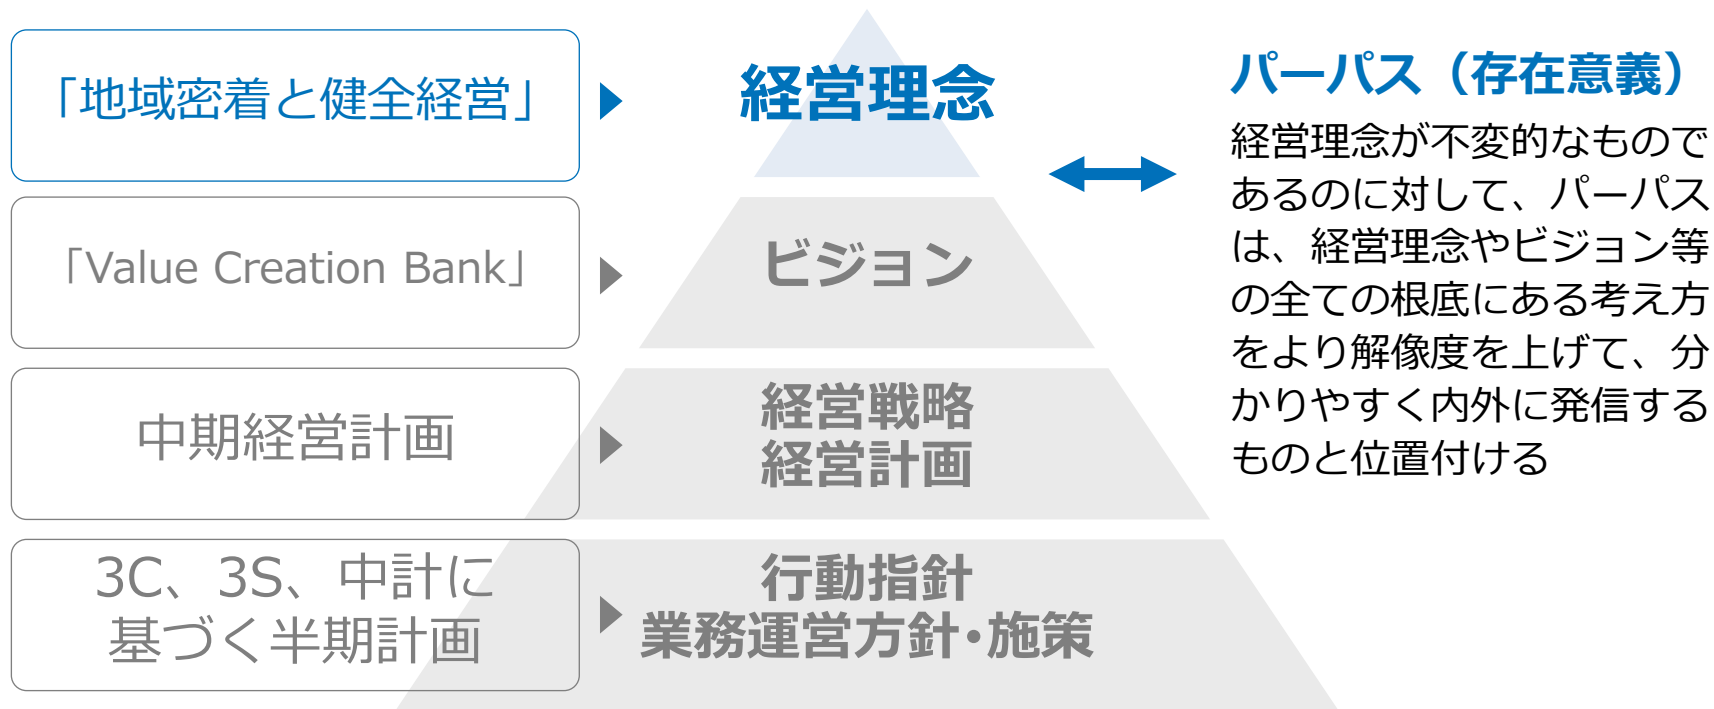 「地域密着と健全経営」
経営理念
パーパス（存在意義）
経営理念が不変的なもので
あるのに対して、パーパス
は、経営理念やビジョン等
の全ての根底にある考え方
をより解像度を上げて、分
かりやすく内外に発信する
ものと位置付ける
「Value Creation Bank」
ビジョン
中期経営計画
経営戦略
経営計画
3C、3S、中計に
基づく半期計画
行動指針
業務運営方針・施策